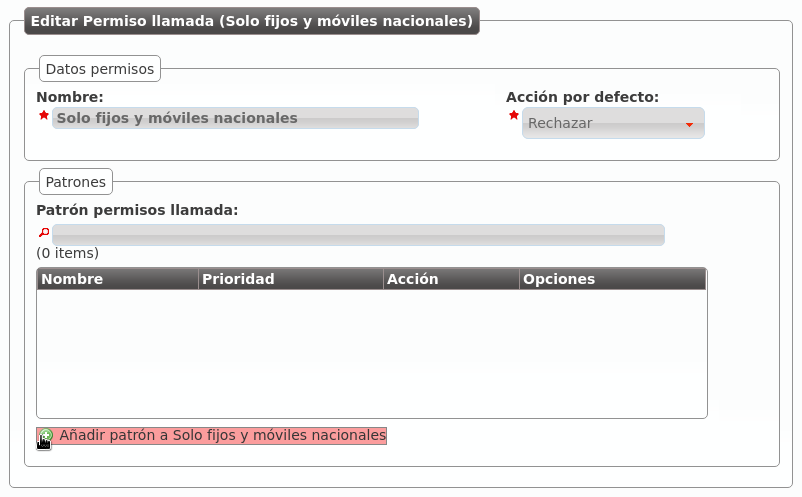 Editar Permiso llamada (Solo fijos y móviles nacionales)
Datos permisos
Nombre: Acción por defecto:
Solo fijos y móviles nacionales Rechazar
Patrones
Patrón permisos llamada:
(0 items)
Nombre Prioridad Acción Opciones
Añadir patrón a Solo fijos y móviles nacionales